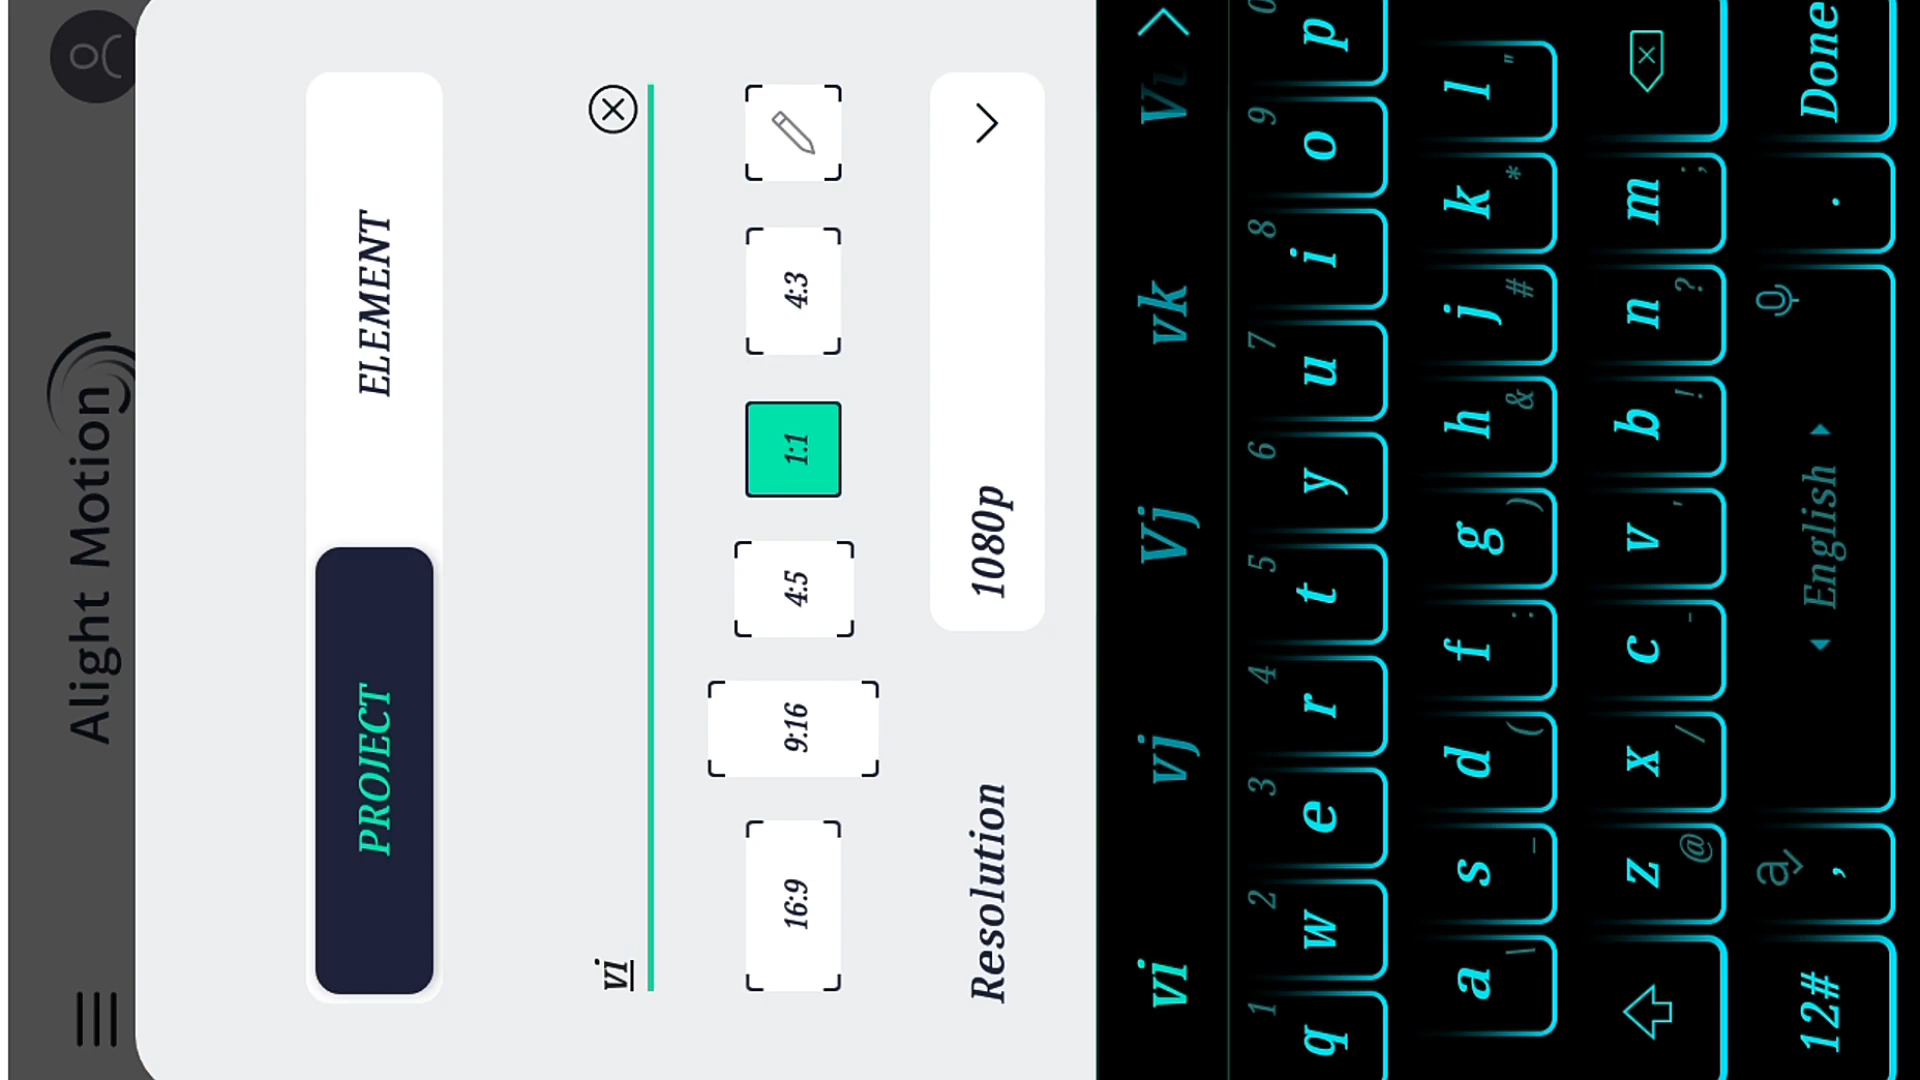 Alight Motion
PROJECT ELEMENT
vi
16:9 9:16 4:5 1:1 4:3
Resolution 1080p
vi vj Vj vk
1 2 3 4 5 6 7 8 9 0
q w e r t y u i o p
\ _ ( : ) & # * "
a s d f g h j k l
@ / - ' ! ? ;
z x c v b n m
12# , English . Done